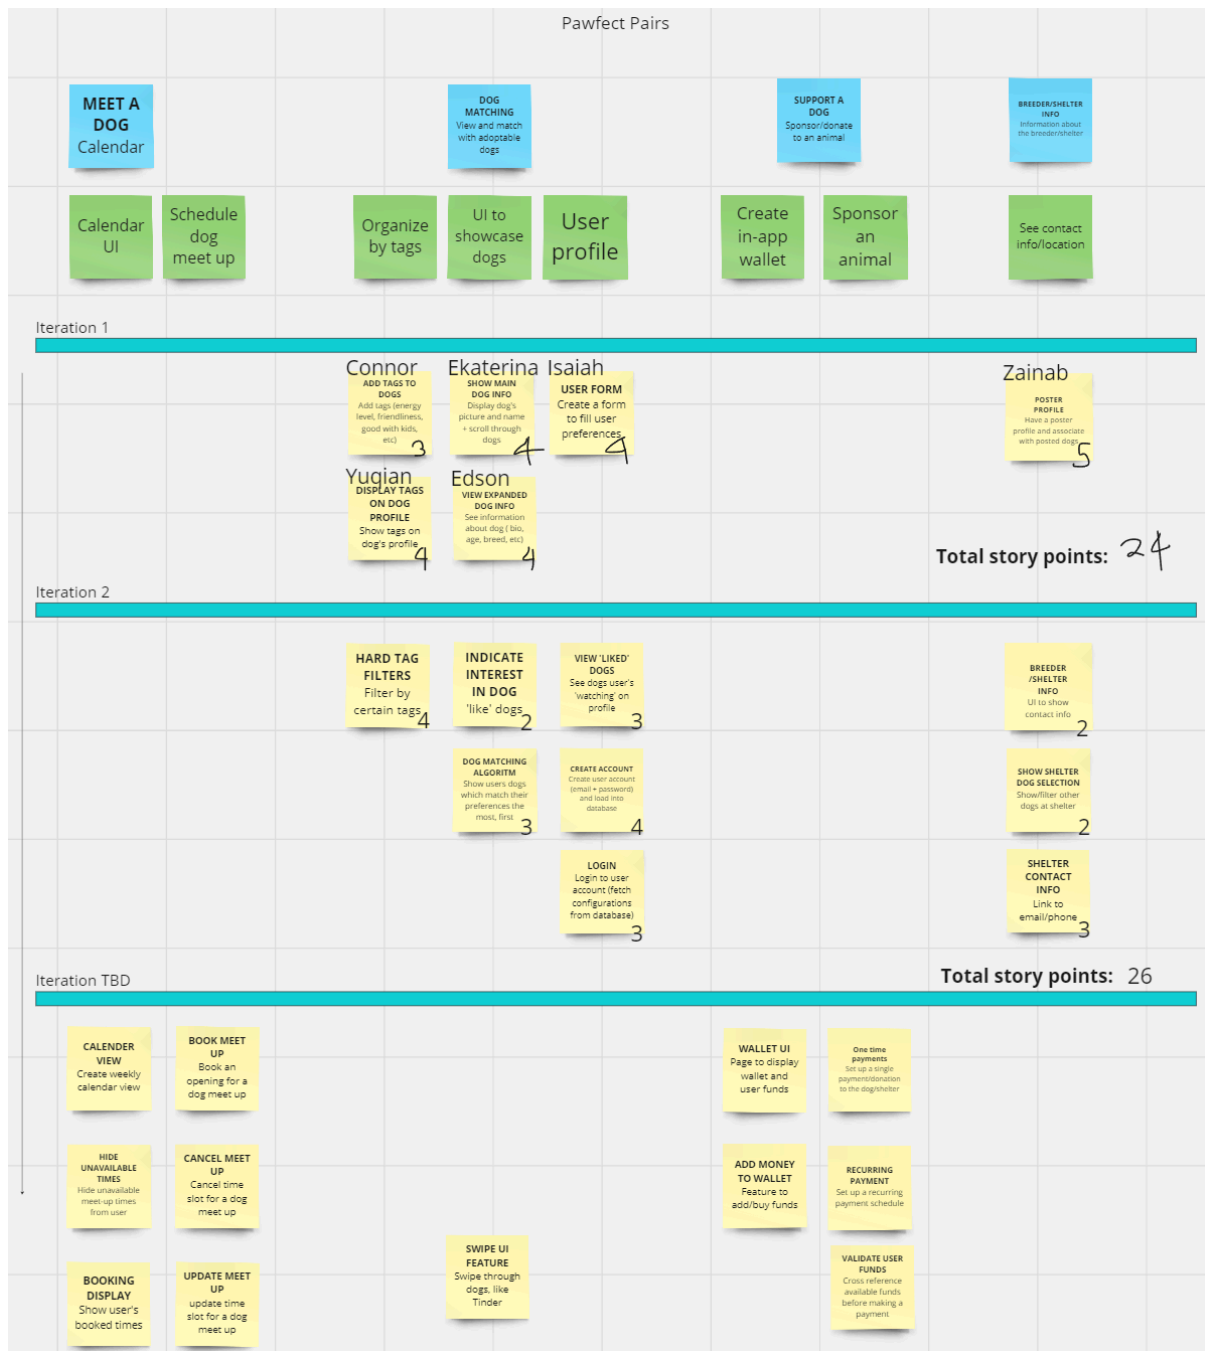 Pawfect Pairs
MEET A
DOG
Calendar
DOG
MATCHING
View and match
with adoptable
dogs
SUPPORT A
DOG
Sponsor/donate
to an animal
BREEDER/SHELTER
INFO
Information about
the breeder/shelter
Calendar
UI
Schedule
dog
meet up
Organize
by tags
UI to
showcase
dogs
User
profile
Create
in-app
wallet
Sponsor
an
animal
See contact
info/location
Iteration 1
Connor
ADD TAGS TO
DOGS
Add tags (energy
level, friendliness,
good with kids,
etc)
3
Ekaterina
SHOW MAIN
DOG INFO
Display dog's
picture and name
+ scroll through
dogs
4
Isaiah
USER FORM
Create a form
to fill user
preferences
4
Zainab
POSTER
PROFILE
Have a poster
profile and associate
with posted dogs
5
Yuqian
DISPLAY TAGS
ON DOG
PROFILE
Show tags on
dog's profile
4
Edson
VIEW EXPANDED
DOG INFO
See information
about dog ( bio,
age, breed, etc)
4
Total story points: 24
Iteration 2
HARD TAG
FILTERS
Filter by
certain tags
4
INDICATE
INTEREST
IN DOG
'like' dogs
2
VIEW 'LIKED'
DOGS
See dogs user's
'watching' on
profile
3
BREEDER
/SHELTER
INFO
UI to show
contact info
2
DOG MATCHING
ALGORITM
Show users dogs
which match their
preferences the
most, first
3
CREATE ACCOUNT
Create user account
(email + password)
and load into
database
4
SHOW SHELTER
DOG SELECTION
Show/filter other
dogs at shelter
2
LOGIN
Login to user
account (fetch
configurations
from database)
3
SHELTER
CONTACT
INFO
Link to
email/phone
3
Total story points: 26
Iteration TBD
CALENDER
VIEW
Create weekly
calendar view
BOOK MEET
UP
Book an
opening for a
dog meet up
WALLET UI
Page to display
wallet and
user funds
One time
payments
Set up a single
payment/donation
to the dog/shelter
HIDE
UNAVAILABLE
TIMES
Hide unavailable
meet-up times
from user
CANCEL MEET
UP
Cancel time
slot for a dog
meet up
ADD MONEY
TO WALLET
Feature to
add/buy funds
RECURRING
PAYMENT
Set up a recurring
payment schedule
BOOKING
DISPLAY
Show user's
booked times
UPDATE MEET
UP
update time
slot for a dog
meet up
SWIPE UI
FEATURE
Swipe through
dogs, like
Tinder
VALIDATE USER
FUNDS
Cross reference
available funds
before making a
payment